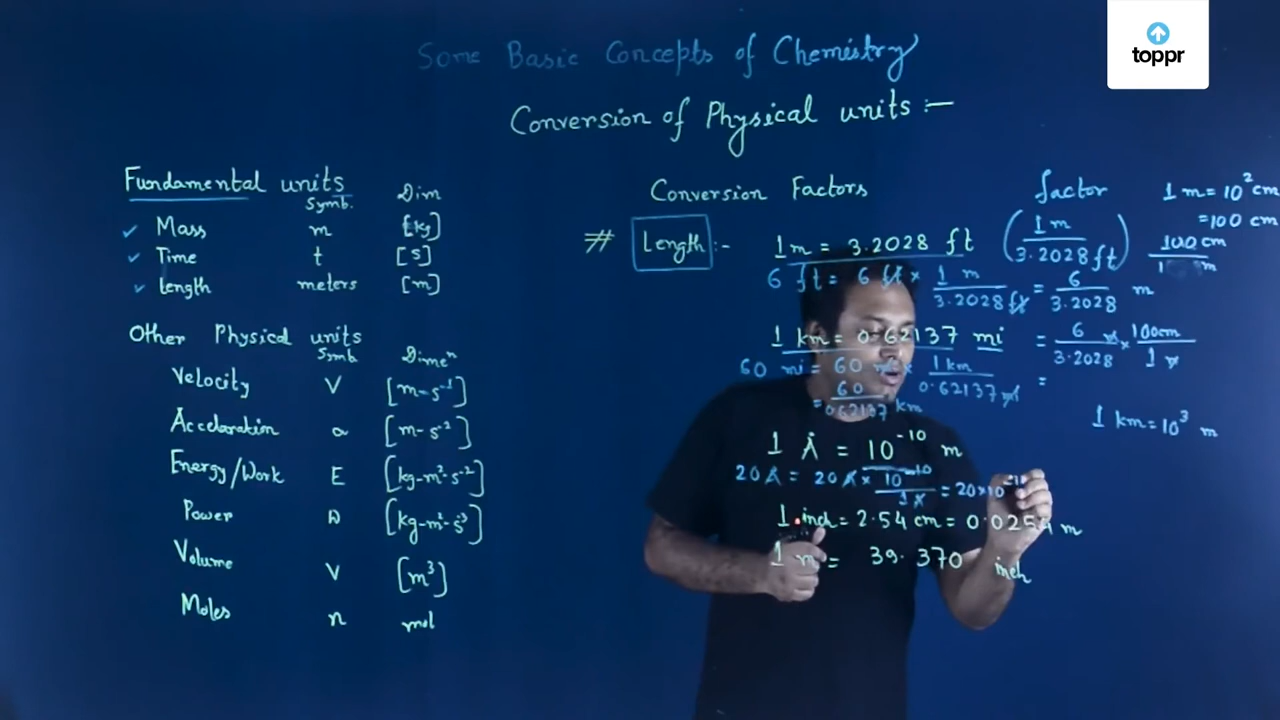 toppr
Some Basic Concepts of Chemistry
Conversion of Physical units :-
Fundamental units
Symb. Dim
Mass m [kg]
Time t [s]
Length meters [m]
Other Physical units
Symb Dimeⁿ
Velocity V [m-s⁻¹]
Accelaration a [m-s⁻²]
Energy/Work E [kg-m²-s⁻²]
Power [kg-m²-s³]
Volume V [m³]
Moles n mol
Conversion Factors
factor
# Length :-
1m = 3.2028 ft
(1m / 3.2028 ft)
1 m = 10² cm
= 100 cm
100 cm / m
6 ft = 6 ft × 1 m / 3.2028 ft = 6 / 3.2028 m
= 6 m / 3.2028 × 100cm / 1 m
=
1 km = 0.62137 mi
60 mi = 60 mi × 1 km / 0.62137 mi
= 60 / 0.62137 km
1 km = 10³ m
1 Å = 10⁻¹⁰ m
20 Å = 20 Å × 10⁻¹⁰ / 1 Å = 20×10⁻¹⁰
1 inch = 2.54 cm = 0.0254 m
1 m = 39.370 inch